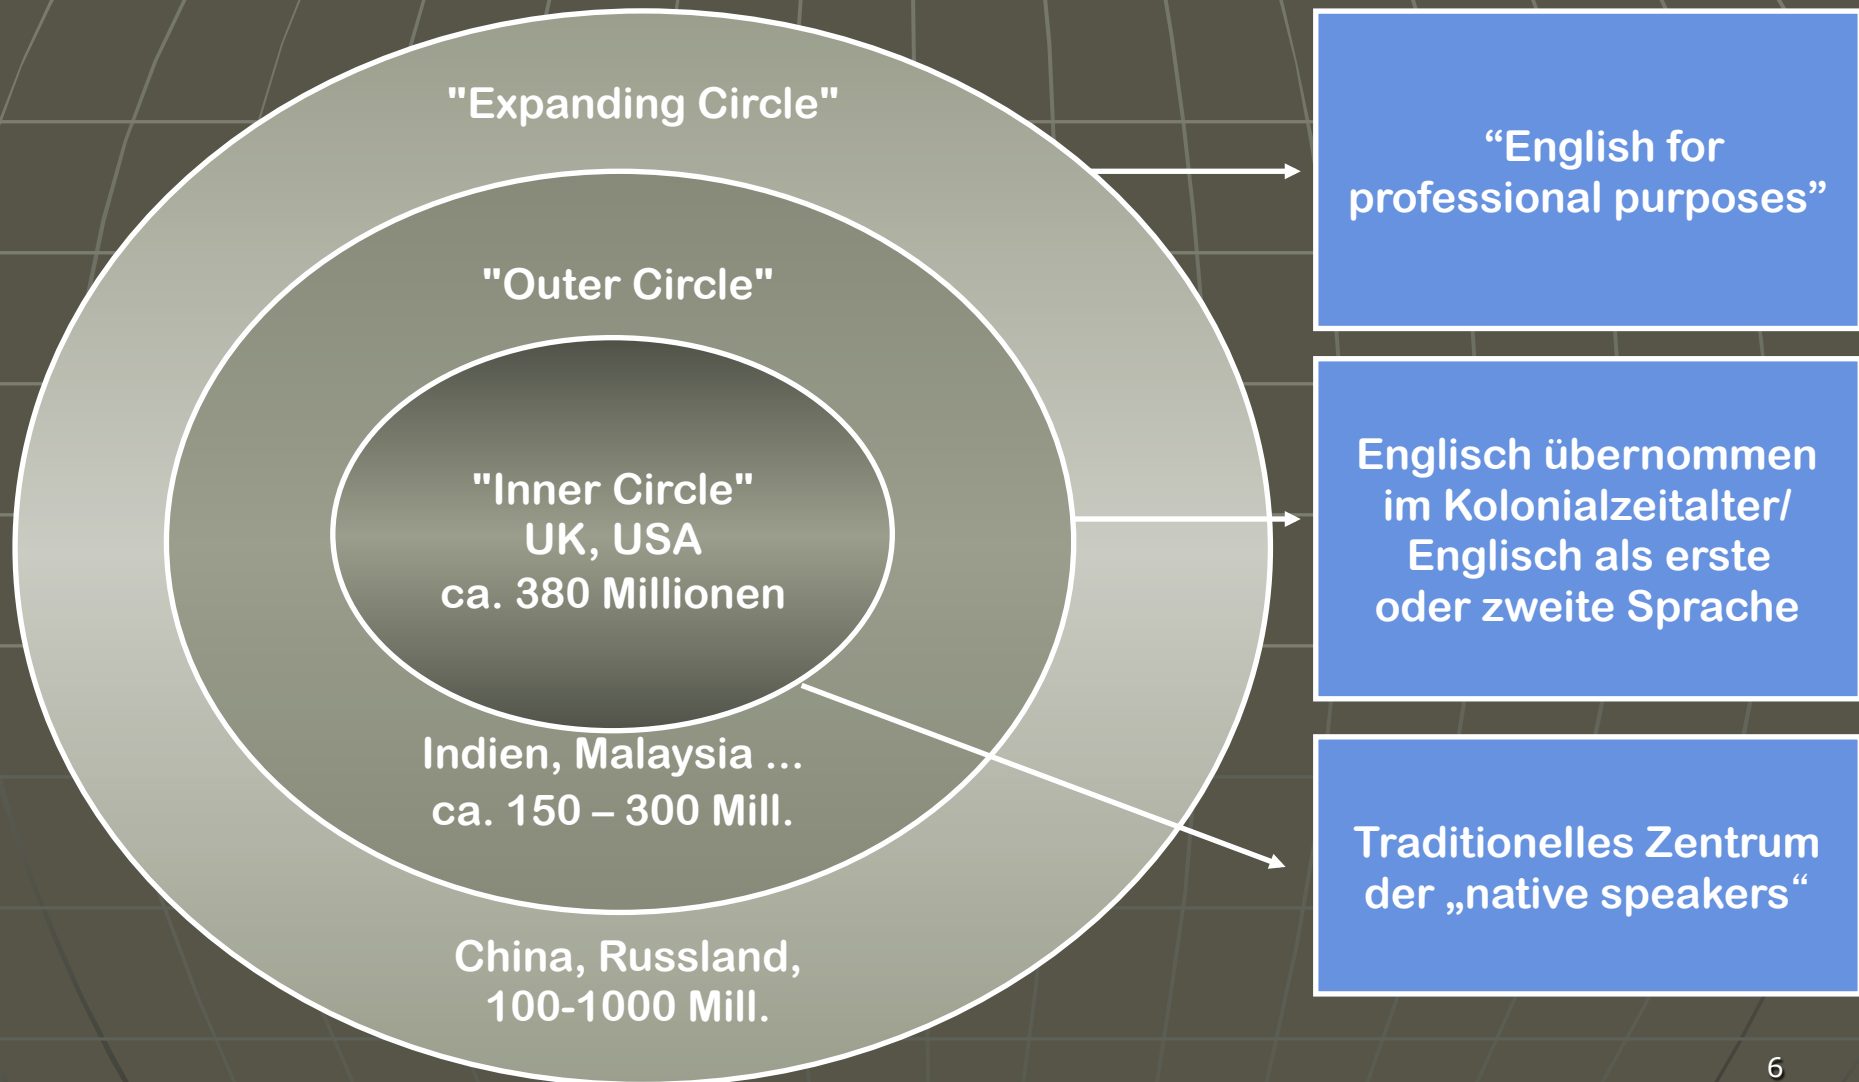 "Expanding Circle"
"Outer Circle"
"Inner Circle"
UK, USA
ca. 380 Millionen
Indien, Malaysia ...
ca. 150 – 300 Mill.
China, Russland,
100-1000 Mill.
“English for
professional purposes”
Englisch übernommen
im Kolonialzeitalter/
Englisch als erste
oder zweite Sprache
Traditionelles Zentrum
der „native speakers“
6